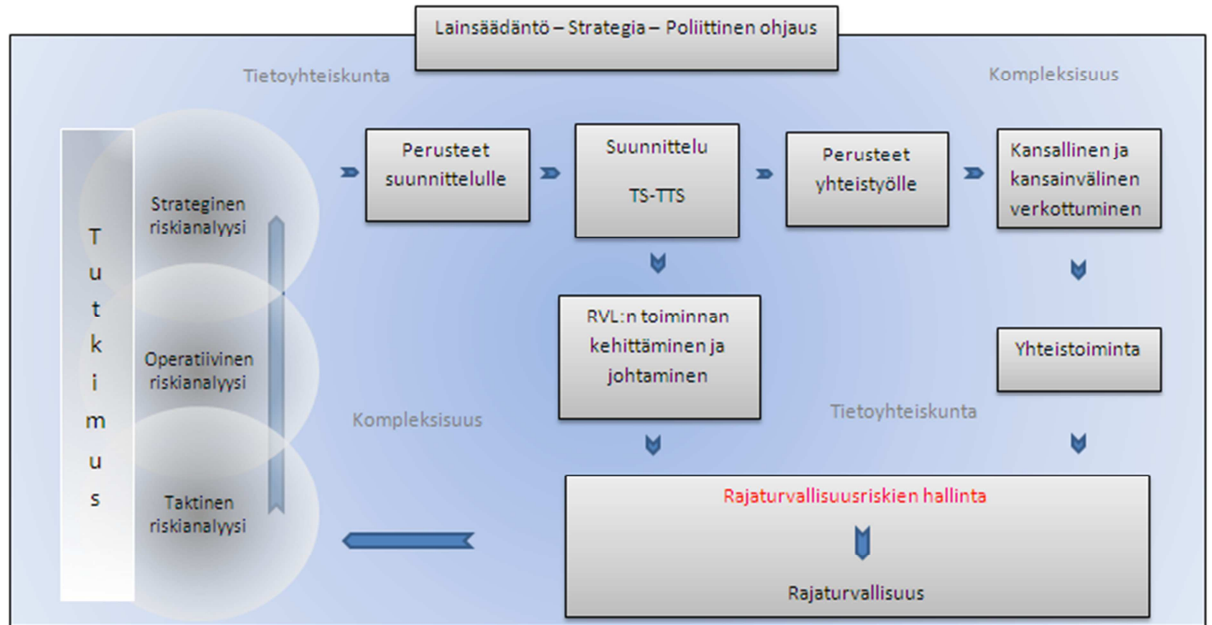 Lainsäädäntö – Strategia – Poliittinen ohjaus
Tietoyhteiskunta
Kompleksisuus
Tutkimus
Strateginen
riskianalyysi
Operatiivinen
riskianalyysi
Taktinen
riskianalyysi
Perusteet
suunnittelulle
Suunnittelu
TS-TTS
Perusteet
yhteistyölle
Kansallinen ja
kansainvälinen
verkottuminen
RVL:n toiminnan
kehittäminen ja
johtaminen
Yhteistoiminta
Kompleksisuus
Tietoyhteiskunta
Rajaturvallisuusriskien hallinta
Rajaturvallisuus